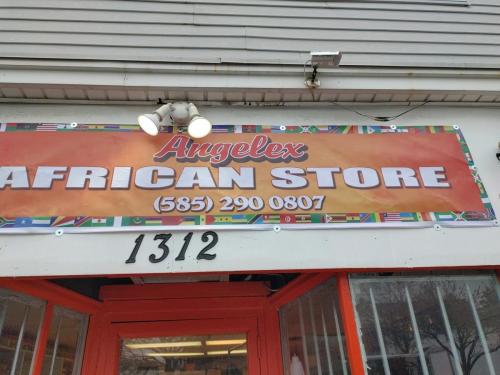 Angelex
AFRICAN STORE
(585) 290 0807
1312